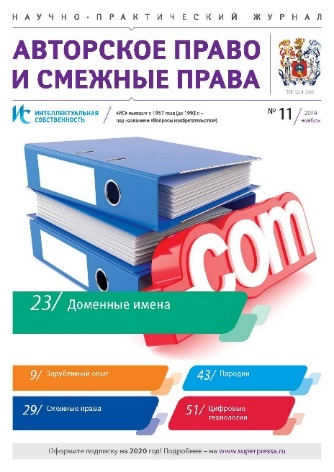 НАУЧНО-ПРАКТИЧЕСКИЙ ЖУРНАЛ
АВТОРСКОЕ ПРАВО
И СМЕЖНЫЕ ПРАВА
ИС ИНТЕЛЛЕКТУАЛЬНАЯ СОБСТВЕННОСТЬ
«ИС» выходит с 1957 года (до 1992 г. –
под названием «Вопросы изобретательства»)
№ 11 / 2019
ноябрь
.com
23/ Доменные имена
9/ Зарубежный опыт
43/ Пародии
29/ Смежные права
51/ Цифровые
технологии
Оформите подписку на 2020 год! Подробнее – на www.superpressa.ru